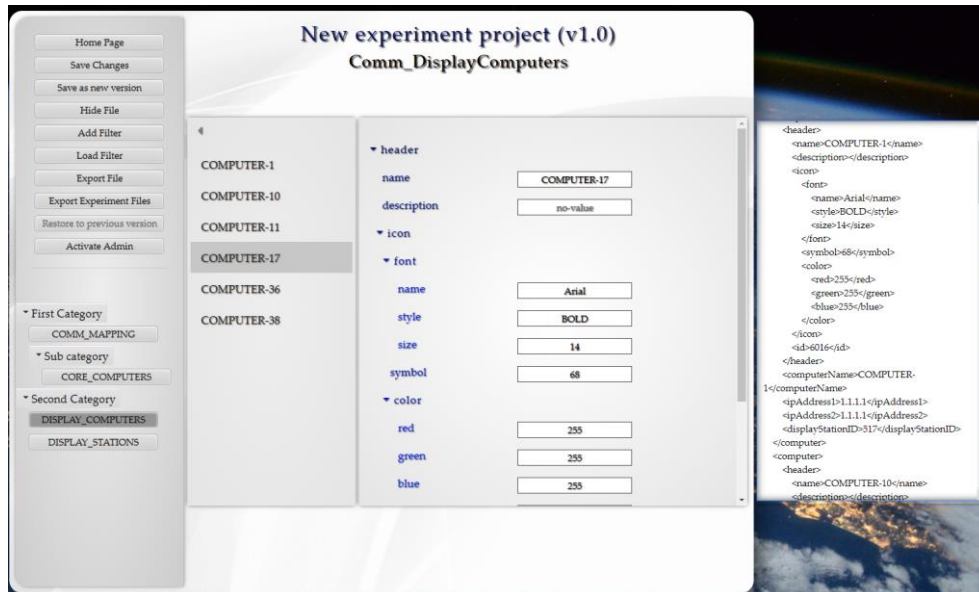 Home Page
Save Changes
Save as new version
Hide File
Add Filter
Load Filter
Export File
Export Experiment Files
Restore to previous version
Activate Admin
First Category
COMM_MAPPING
Sub category
CORE_COMPUTERS
Second Category
DISPLAY_COMPUTERS
DISPLAY_STATIONS
New experiment project (v1.0)
Comm_DisplayComputers
COMPUTER-1
COMPUTER-10
COMPUTER-11
COMPUTER-17
COMPUTER-36
COMPUTER-38
header
name COMPUTER-17
description no-value
icon
font
name Arial
style BOLD
size 14
symbol 68
color
red 255
green 255
blue 255
<header>
<name>COMPUTER-1</name>
<description></description>
<icon>
<font>
<name>Arial</name>
<style>BOLD</style>
<size>14</size>
</font>
<symbol>68</symbol>
<color>
<red>255</red>
<green>255</green>
<blue>255</blue>
</color>
</icon>
<id>6016</id>
</header>
<computerName>COMPUTER-
1</computerName>
<ipAddress1>1.1.1.1</ipAddress1>
<ipAddress2>1.1.1.1</ipAddress2>
<displayStationID>517</displayStationID>
</computer>
<computer>
<header>
<name>COMPUTER-10</name>
<description></description>